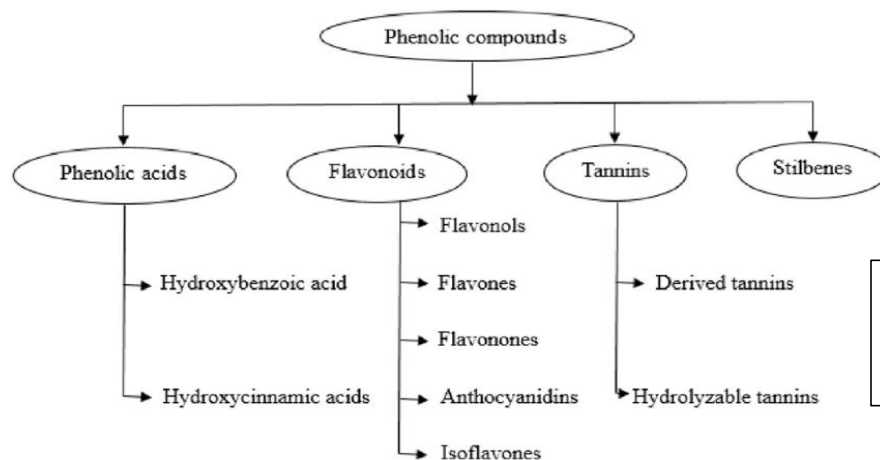 Phenolic compounds
Phenolic acids
Flavonoids
Tannins
Stilbenes
Flavonols
Hydroxybenzoic acid
Flavones
Derived tannins
Flavonones
Hydroxycinnamic acids
Anthocyanidins
Hydrolyzable tannins
Isoflavones